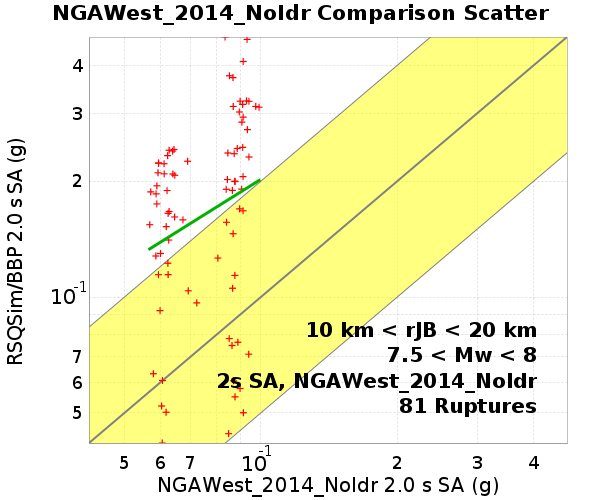 NGAWest_2014_NoIdr Comparison Scatter
RSQSim/BBP 2.0 s SA (g)
4
3
2
10-1
7
6
5
10 km < rJB < 20 km
7.5 < Mw < 8
2s SA, NGAWest_2014_NoIdr
81 Ruptures
5 6 7 10-1 2 3 4
NGAWest_2014_NoIdr 2.0 s SA (g)